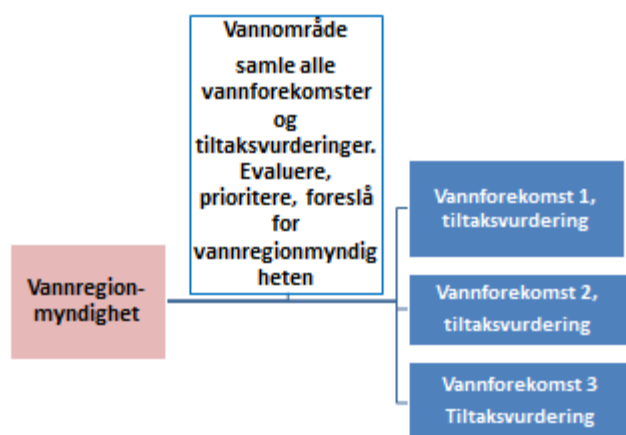 Vannområde
samle alle
vannforekomster
og
tiltaksvurderinger.
Evaluere,
prioritere, foreslå
for
vannregionmyndig
heten
Vannregion-
myndighet
Vannforekomst 1,
tiltaksvurdering
Vannforekomst 2,
tiltaksvurdering
Vannforekomst 3
Tiltaksvurdering